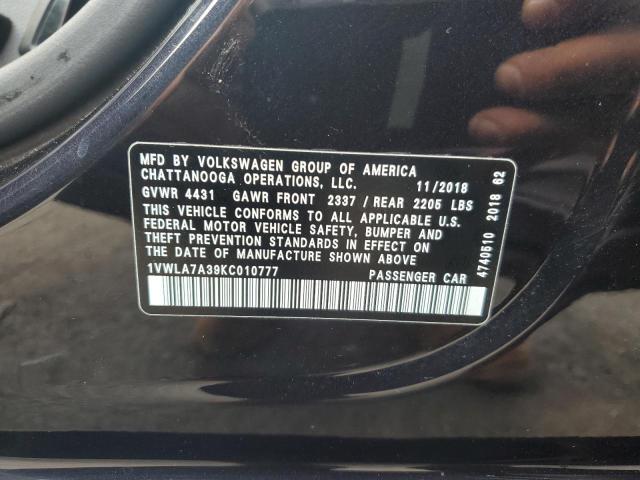 MFD BY VOLKSWAGEN GROUP OF AMERICA
CHATTANOOGA OPERATIONS, LLC. 11/2018
GVWR 4431 GAWR FRONT 2337 / REAR 2205 LBS
THIS VEHICLE CONFORMS TO ALL APPLICABLE U.S.
FEDERAL MOTOR VEHICLE SAFETY, BUMPER AND
THEFT PREVENTION STANDARDS IN EFFECT ON
THE DATE OF MANUFACTURE SHOWN ABOVE
1VWLA7A39KC010777 PASSENGER CAR
4740510 2018 62